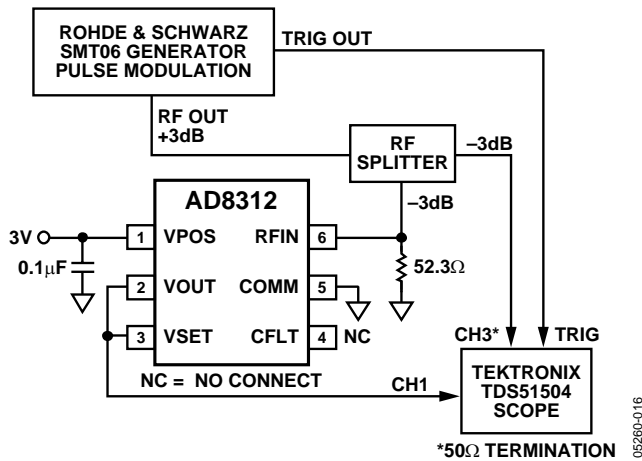 ROHDE & SCHWARZ
SMT06 GENERATOR
PULSE MODULATION
TRIG OUT
RF OUT
+3dB
RF
SPLITTER
–3dB
–3dB
AD8312
3V
0.1μF
1 VPOS
RFIN 6
2 VOUT
COMM 5
52.3Ω
3 VSET
CFLT 4 NC
NC = NO CONNECT
CH1
CH3* TRIG
TEKTRONIX
TDS51504
SCOPE
*50Ω TERMINATION
05260-016